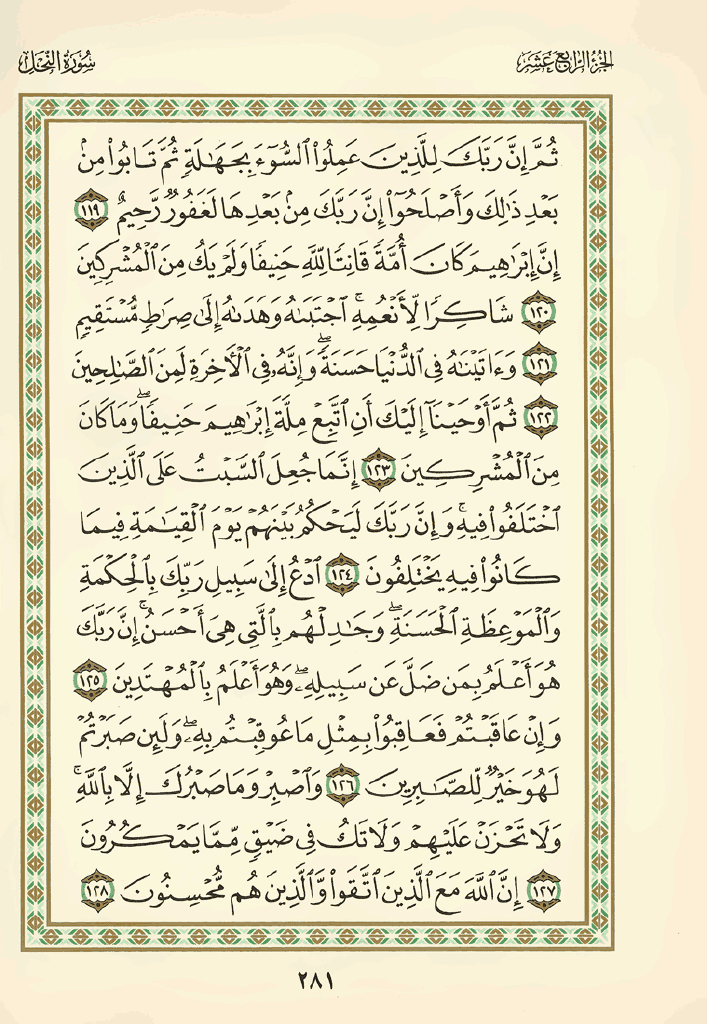 الجزء الرابع عشر
سورة النحل
ثُمَّ إِنَّ رَبَّكَ لِلَّذِينَ عَمِلُوا۟ ٱلسُّوٓءَ بِجَهَٰلَةٍ ثُمَّ تَابُوا۟ مِنۢ
بَعْدِ ذَٰلِكَ وَأَصْلَحُوٓا۟ إِنَّ رَبَّكَ مِنۢ بَعْدِهَا لَغَفُورٌ رَّحِيمٌ ١١٩
إِنَّ إِبْرَٰهِيمَ كَانَ أُمَّةً قَانِتًا لِّلَّهِ حَنِيفًا وَلَمْ يَكُ مِنَ ٱلْمُشْرِكِينَ
١٢٠ شَاكِرًا لِّأَنْعُمِهِ ۚ ٱجْتَبَىٰهُ وَهَدَىٰهُ إِلَىٰ صِرَٰطٍ مُّسْتَقِيمٍ
١٢١ وَءَاتَيْنَٰهُ فِى ٱلدُّنْيَا حَسَنَةً ۖ وَإِنَّهُۥ فِى ٱلْءَاخِرَةِ لَمِنَ ٱلصَّٰلِحِينَ
١٢٢ ثُمَّ أَوْحَيْنَآ إِلَيْكَ أَنِ ٱتَّبِعْ مِلَّةَ إِبْرَٰهِيمَ حَنِيفًا ۖ وَمَا كَانَ
مِنَ ٱلْمُشْرِكِينَ ١٢٣ إِنَّمَا جُعِلَ ٱلسَّبْتُ عَلَى ٱلَّذِينَ
ٱخْتَلَفُوا۟ فِيهِ ۚ وَإِنَّ رَبَّكَ لَيَحْكُمُ بَيْنَهُمْ يَوْمَ ٱلْقِيَٰمَةِ فِيمَا
كَانُوا۟ فِيهِ يَخْتَلِفُونَ ١٢٤ ٱدْعُ إِلَىٰ سَبِيلِ رَبِّكَ بِٱلْحِكْمَةِ
وَٱلْمَوْعِظَةِ ٱلْحَسَنَةِ ۖ وَجَٰدِلْهُم بِٱلَّتِى هِىَ أَحْسَنُ ۚ إِنَّ رَبَّكَ
هُوَ أَعْلَمُ بِمَن ضَلَّ عَن سَبِيلِهِۦ ۖ وَهُوَ أَعْلَمُ بِٱلْمُهْتَدِينَ ١٢٥
وَإِنْ عَاقَبْتُمْ فَعَاقِبُوا۟ بِمِثْلِ مَا عُوقِبْتُم بِهِۦ ۖ وَلَئِن صَبَرْتُمْ
لَهُوَ خَيْرٌ لِّلصَّٰبِرِينَ ١٢٦ وَٱصْبِرْ وَمَا صَبْرُكَ إِلَّا بِٱللَّهِ ۚ
وَلَا تَحْزَنْ عَلَيْهِمْ وَلَا تَكُ فِى ضَيْقٍ مِّمَّا يَمْكُرُونَ
١٢٧ إِنَّ ٱللَّهَ مَعَ ٱلَّذِينَ ٱتَّقَوا۟ وَّٱلَّذِينَ هُم مُّحْسِنُونَ ١٢٨
٢٨١